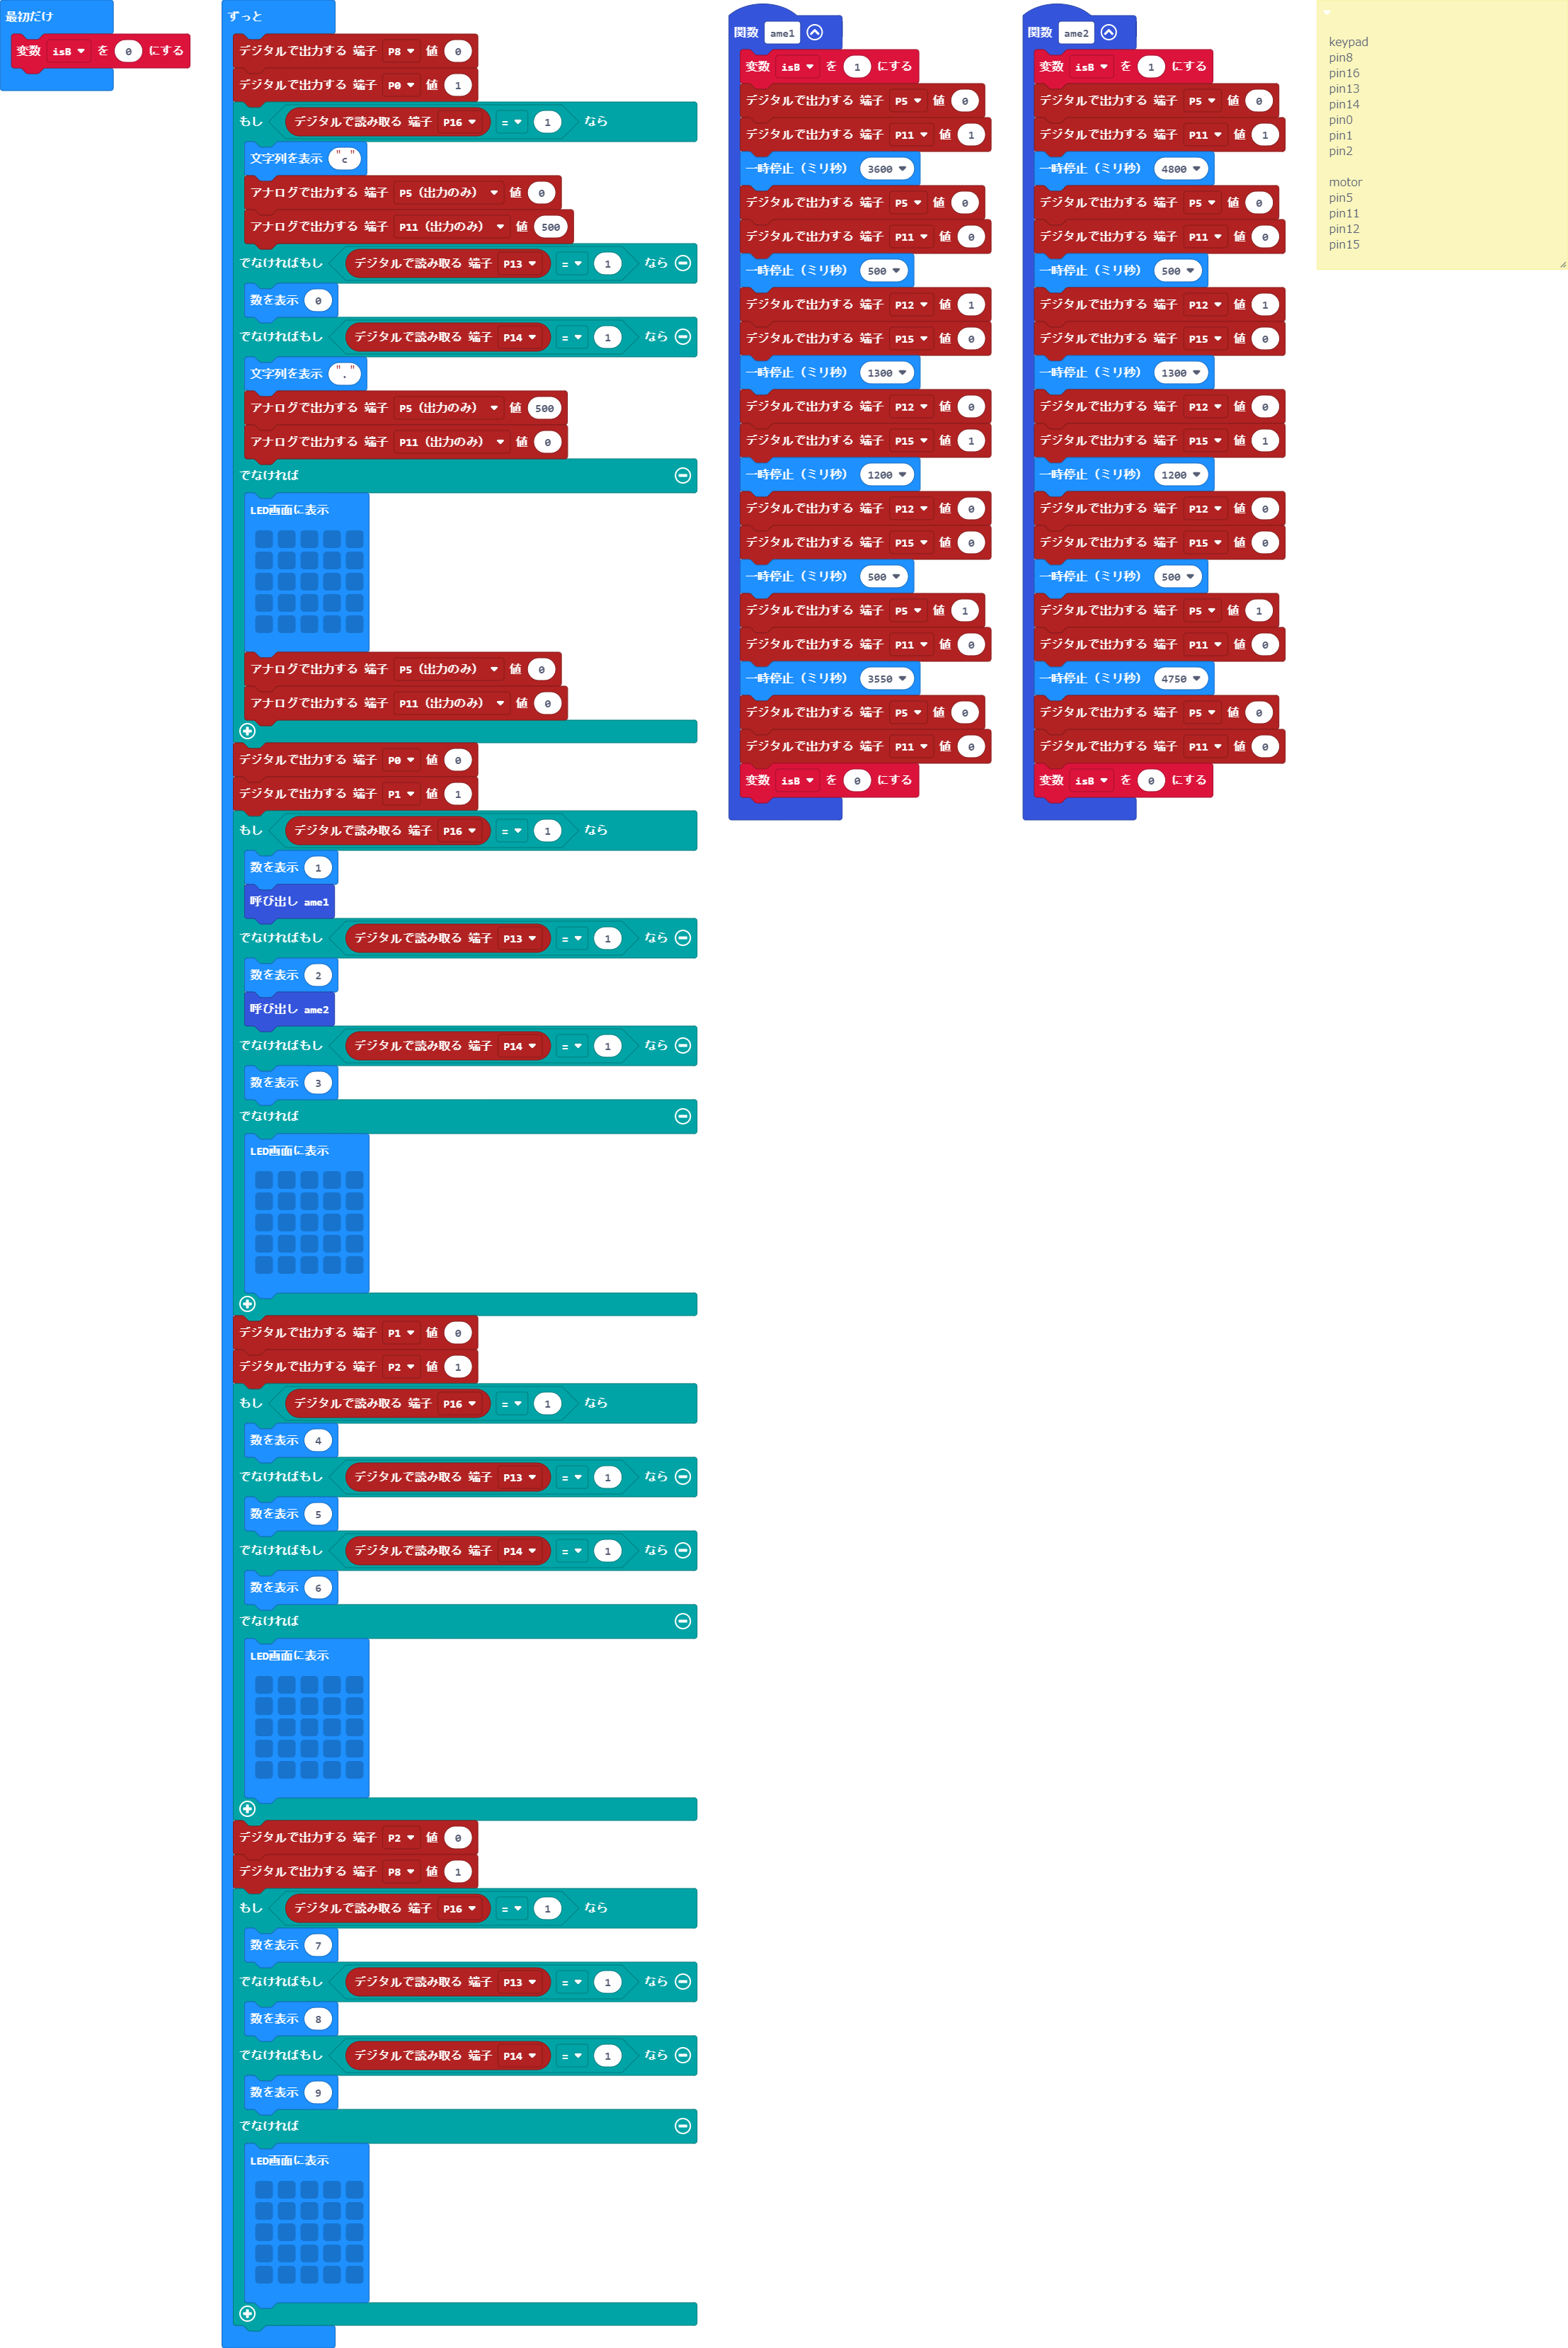 最初だけ
変数 isB を 0 にする
ずっと
デジタルで出力する 端子 P8 値 0
デジタルで出力する 端子 P0 値 1
もし デジタルで読み取る 端子 P16 = 1 なら
文字列を表示 "c"
アナログで出力する 端子 P5（出力のみ） 値 0
アナログで出力する 端子 P11（出力のみ） 値 500
でなければもし デジタルで読み取る 端子 P13 = 1 なら
数を表示 0
でなければもし デジタルで読み取る 端子 P14 = 1 なら
文字列を表示 "."
アナログで出力する 端子 P5（出力のみ） 値 500
アナログで出力する 端子 P11（出力のみ） 値 0
でなければ
LED画面に表示
アナログで出力する 端子 P5（出力のみ） 値 0
アナログで出力する 端子 P11（出力のみ） 値 0
デジタルで出力する 端子 P0 値 0
デジタルで出力する 端子 P1 値 1
もし デジタルで読み取る 端子 P16 = 1 なら
数を表示 1
呼び出し ame1
でなければもし デジタルで読み取る 端子 P13 = 1 なら
数を表示 2
呼び出し ame2
でなければもし デジタルで読み取る 端子 P14 = 1 なら
数を表示 3
でなければ
LED画面に表示
デジタルで出力する 端子 P1 値 0
デジタルで出力する 端子 P2 値 1
もし デジタルで読み取る 端子 P16 = 1 なら
数を表示 4
でなければもし デジタルで読み取る 端子 P13 = 1 なら
数を表示 5
でなければもし デジタルで読み取る 端子 P14 = 1 なら
数を表示 6
でなければ
LED画面に表示
デジタルで出力する 端子 P2 値 0
デジタルで出力する 端子 P8 値 1
もし デジタルで読み取る 端子 P16 = 1 なら
数を表示 7
でなければもし デジタルで読み取る 端子 P13 = 1 なら
数を表示 8
でなければもし デジタルで読み取る 端子 P14 = 1 なら
数を表示 9
でなければ
LED画面に表示
関数 ame1
変数 isB を 1 にする
デジタルで出力する 端子 P5 値 0
デジタルで出力する 端子 P11 値 1
一時停止（ミリ秒） 3600
デジタルで出力する 端子 P5 値 0
デジタルで出力する 端子 P11 値 0
一時停止（ミリ秒） 500
デジタルで出力する 端子 P12 値 1
デジタルで出力する 端子 P15 値 0
一時停止（ミリ秒） 1300
デジタルで出力する 端子 P12 値 0
デジタルで出力する 端子 P15 値 1
一時停止（ミリ秒） 1200
デジタルで出力する 端子 P12 値 0
デジタルで出力する 端子 P15 値 0
一時停止（ミリ秒） 500
デジタルで出力する 端子 P5 値 1
デジタルで出力する 端子 P11 値 0
一時停止（ミリ秒） 3550
デジタルで出力する 端子 P5 値 0
デジタルで出力する 端子 P11 値 0
変数 isB を 0 にする
関数 ame2
変数 isB を 1 にする
デジタルで出力する 端子 P5 値 0
デジタルで出力する 端子 P11 値 1
一時停止（ミリ秒） 4800
デジタルで出力する 端子 P5 値 0
デジタルで出力する 端子 P11 値 0
一時停止（ミリ秒） 500
デジタルで出力する 端子 P12 値 1
デジタルで出力する 端子 P15 値 0
一時停止（ミリ秒） 1300
デジタルで出力する 端子 P12 値 0
デジタルで出力する 端子 P15 値 1
一時停止（ミリ秒） 1200
デジタルで出力する 端子 P12 値 0
デジタルで出力する 端子 P15 値 0
一時停止（ミリ秒） 500
デジタルで出力する 端子 P5 値 1
デジタルで出力する 端子 P11 値 0
一時停止（ミリ秒） 4750
デジタルで出力する 端子 P5 値 0
デジタルで出力する 端子 P11 値 0
変数 isB を 0 にする
keypad
pin8
pin16
pin13
pin14
pin0
pin1
pin2
motor
pin5
pin11
pin12
pin15